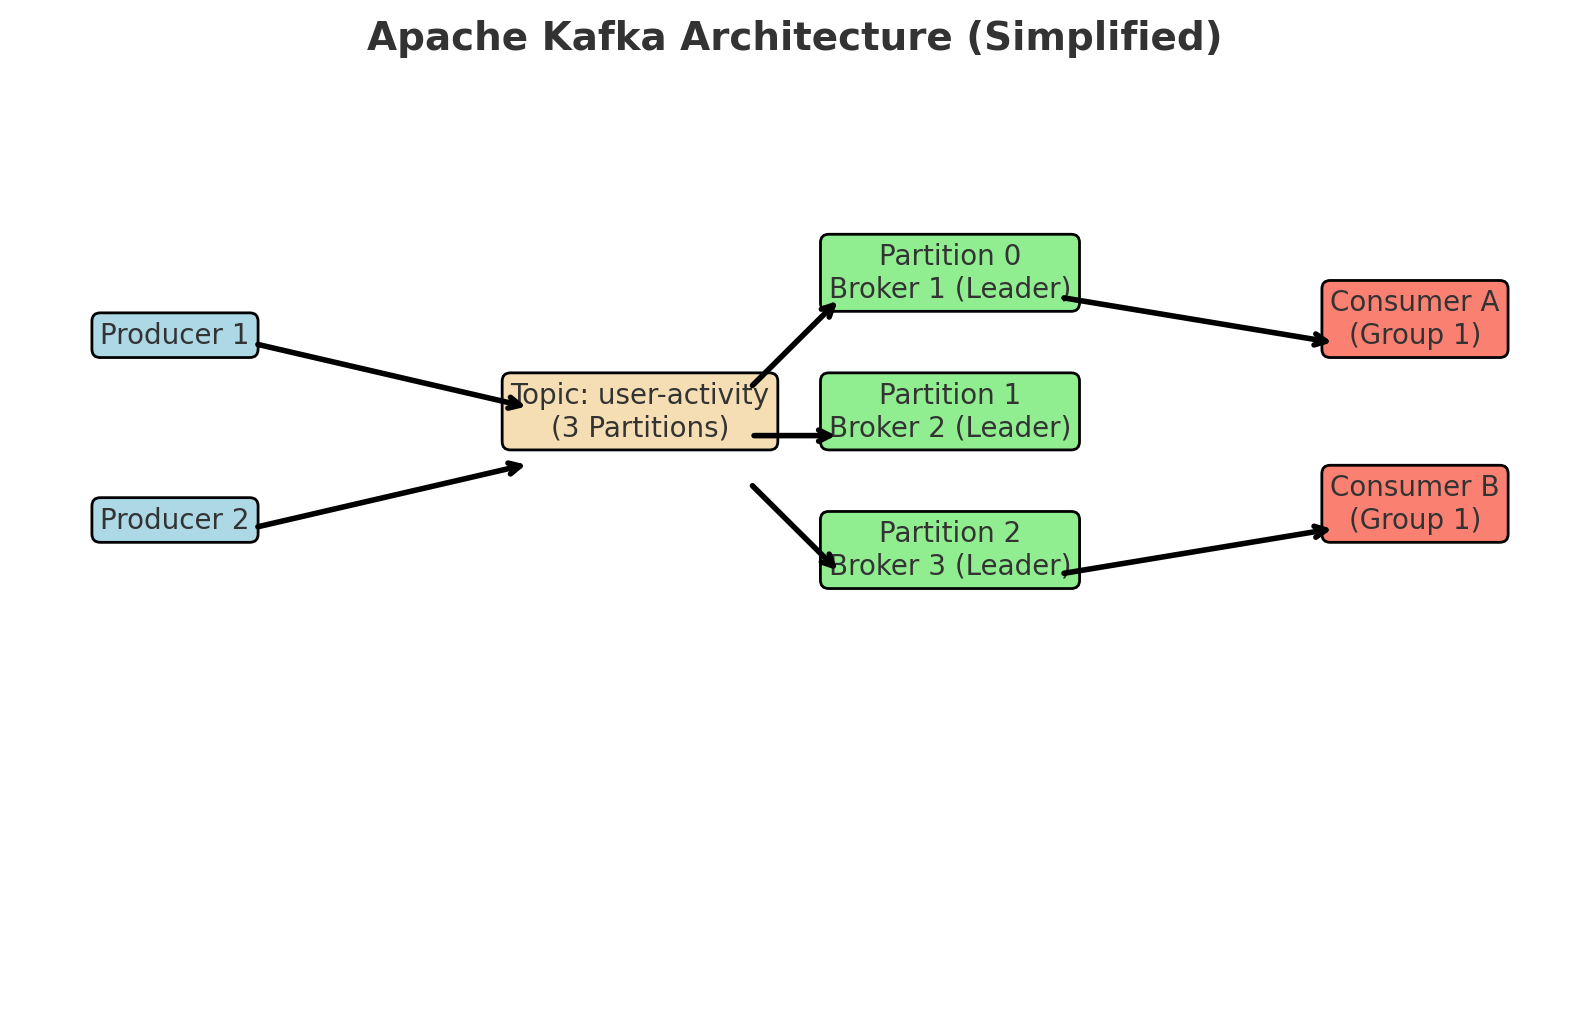 Apache Kafka Architecture (Simplified)
Producer 1
Producer 2
Topic: user-activity
(3 Partitions)
Partition 0
Broker 1 (Leader)
Partition 1
Broker 2 (Leader)
Partition 2
Broker 3 (Leader)
Consumer A
(Group 1)
Consumer B
(Group 1)